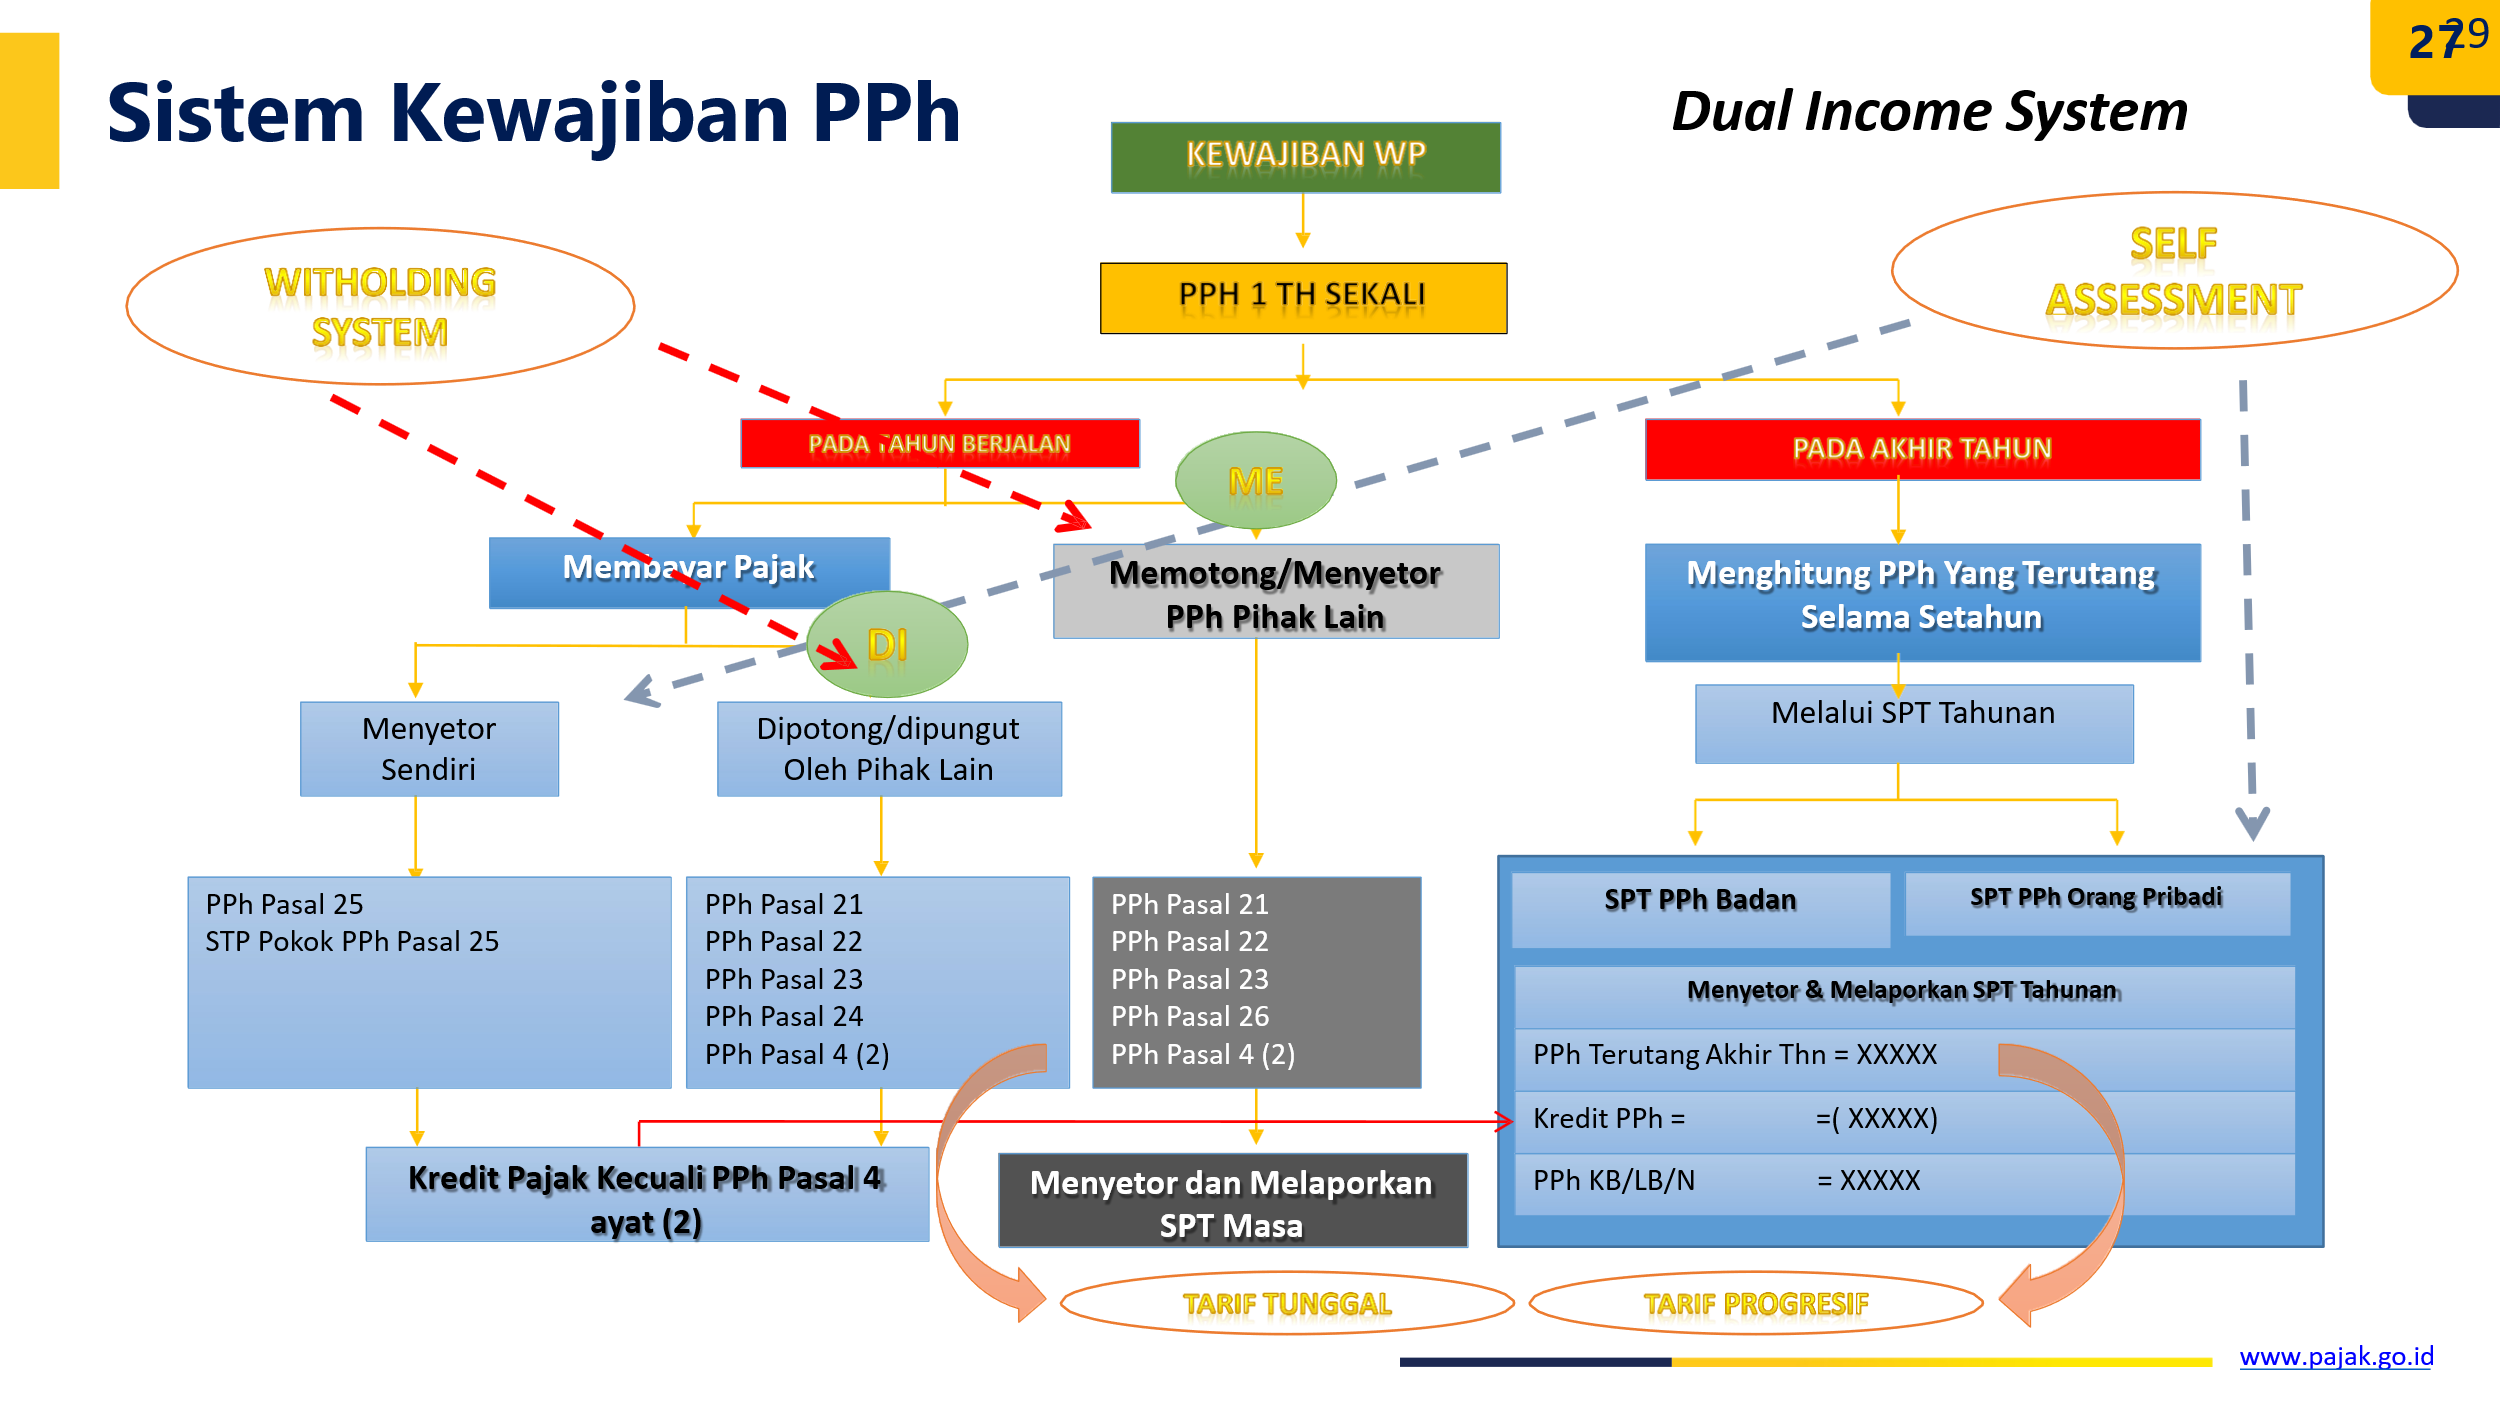 27
29
Sistem Kewajiban PPh
Dual Income System
KEWAJIBAN WP
WITHOLDING
SYSTEM
PPH 1 TH SEKALI
SELF
ASSESSMENT
PADA TAHUN BERJALAN
ME
PADA AKHIR TAHUN
Membayar Pajak
Memotong/Menyetor
PPh Pihak Lain
Menghitung PPh Yang Terutang
Selama Setahun
DI
Melalui SPT Tahunan
Menyetor
Sendiri
Dipotong/dipungut
Oleh Pihak Lain
PPh Pasal 25
STP Pokok PPh Pasal 25
PPh Pasal 21
PPh Pasal 22
PPh Pasal 23
PPh Pasal 24
PPh Pasal 4 (2)
PPh Pasal 21
PPh Pasal 22
PPh Pasal 23
PPh Pasal 26
PPh Pasal 4 (2)
SPT PPh Badan
SPT PPh Orang Pribadi
Menyetor & Melaporkan SPT Tahunan
PPh Terutang Akhir Thn = XXXXX
Kredit PPh = =( XXXXX)
PPh KB/LB/N = XXXXX
Kredit Pajak Kecuali PPh Pasal 4
ayat (2)
Menyetor dan Melaporkan
SPT Masa
TARIF TUNGGAL
TARIF PROGRESIF
www.pajak.go.id